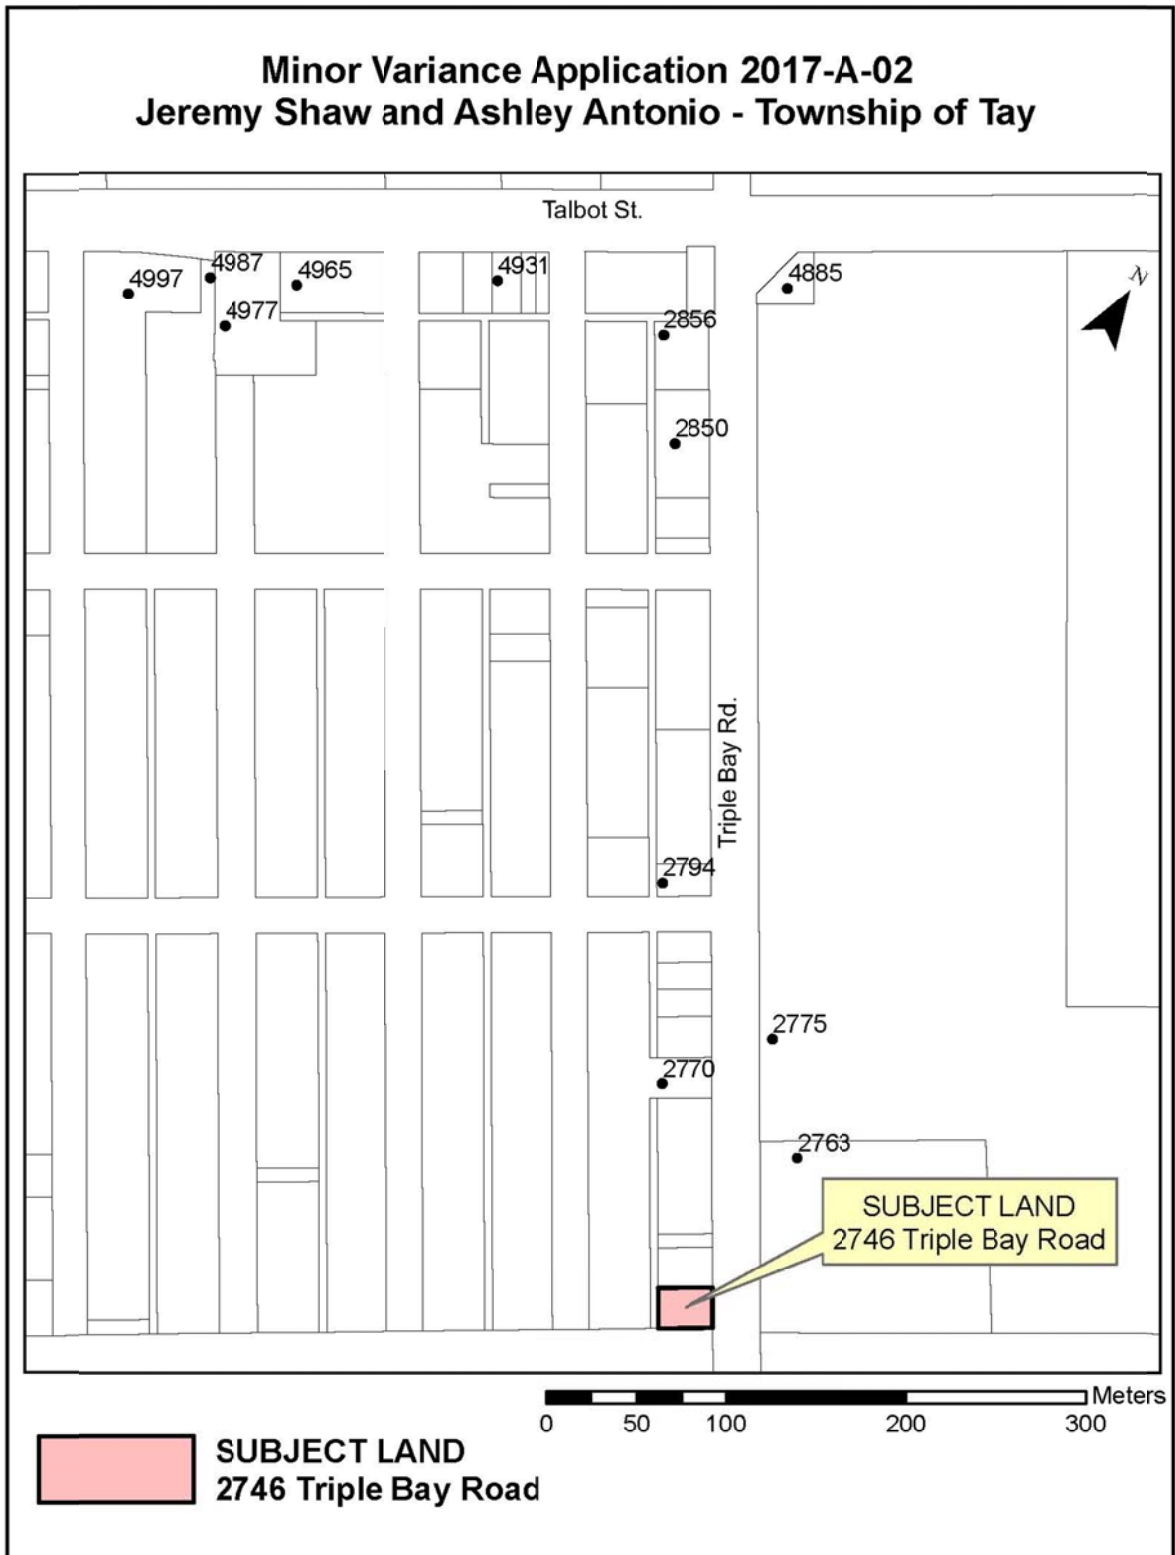 Minor Variance Application 2017-A-02
Jeremy Shaw and Ashley Antonio - Township of Tay
Talbot St.
4997
4987
4965
4977
4931
4885
N
2856
2850
Triple Bay Rd.
2794
2775
2770
2763
SUBJECT LAND
2746 Triple Bay Road
Meters
0 50 100 200 300
SUBJECT LAND
2746 Triple Bay Road